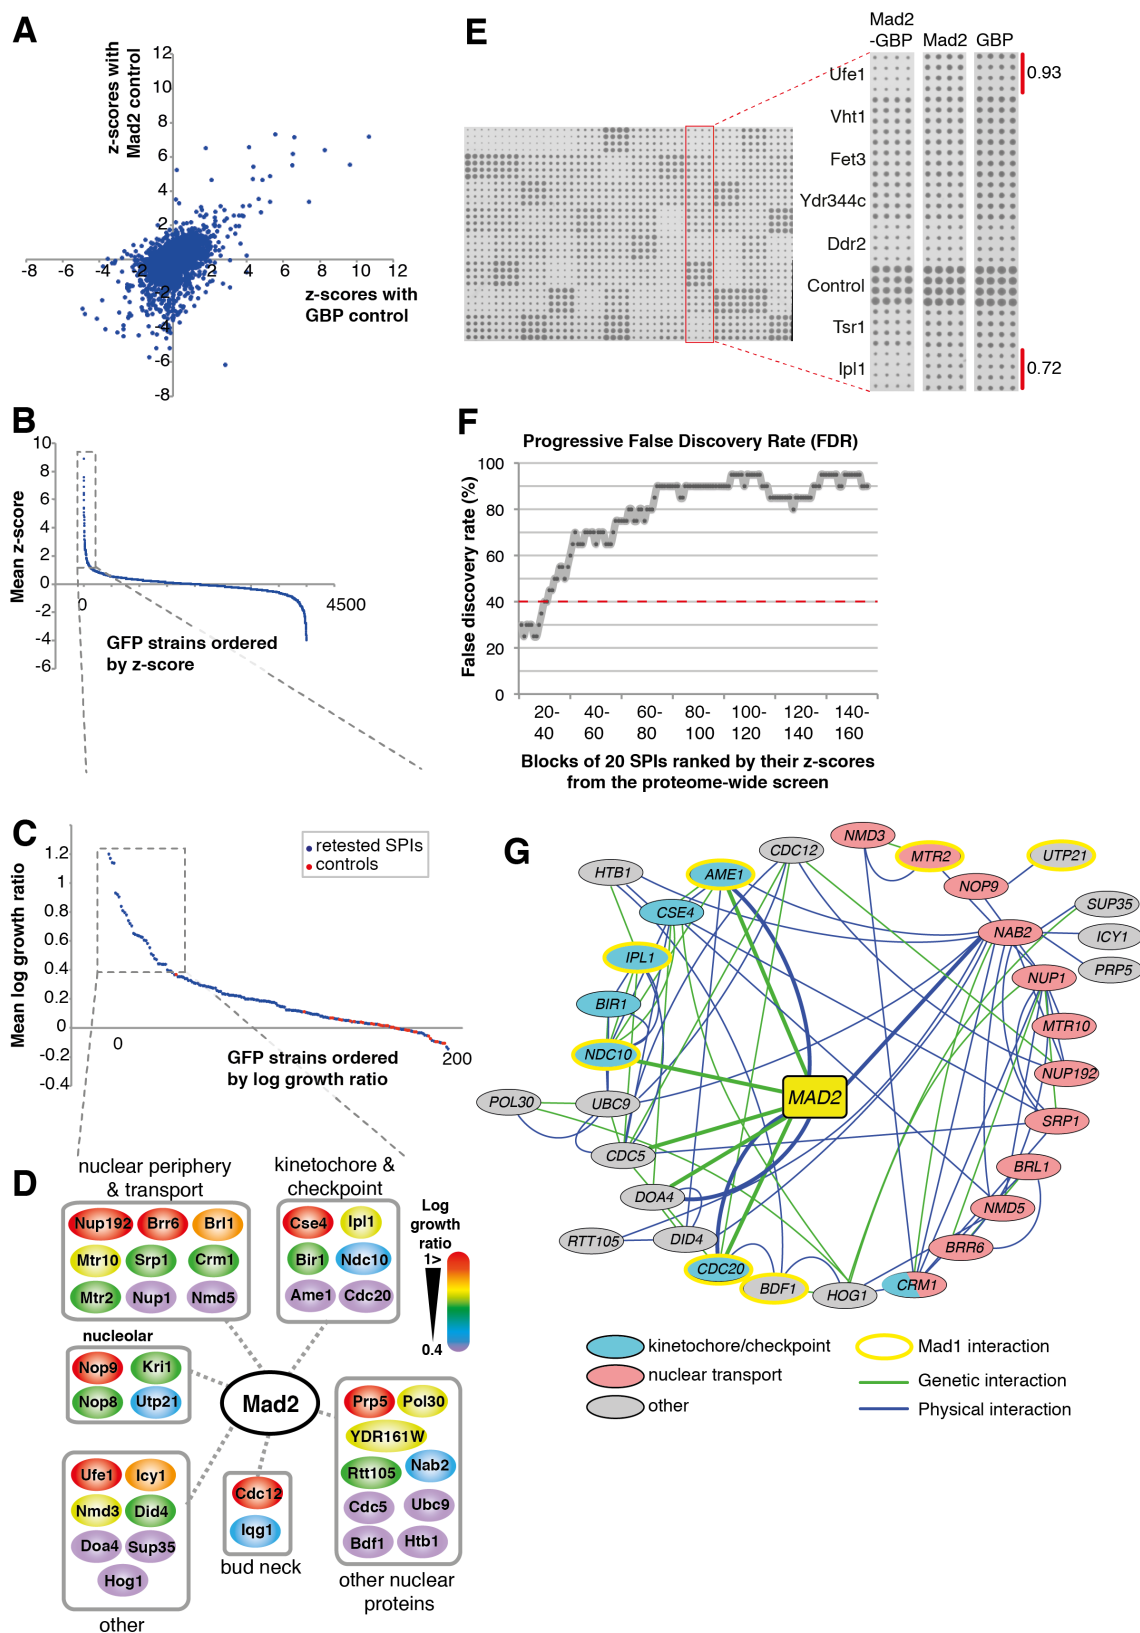 A
z-scores with
Mad2 control
12
10
8
6
4
2
-8
-6
-4
-2
2
4
6
8
10
12
-2
-4
-6
-8
z-scores with
GBP control
B
Mean z-score
10
8
6
4
2
0
-2
-4
-6
0
4500
GFP strains ordered
by z-score
C
Mean log growth ratio
1.2
1
0.8
0.6
0.4
0.2
0
-0.2
-0.4
retested SPIs
controls
0
200
GFP strains ordered
by log growth ratio
D
nuclear periphery
& transport
Nup192
Brr6
Brl1
Mtr10
Srp1
Crm1
Mtr2
Nup1
Nmd5
kinetochore &
checkpoint
Cse4
Ipl1
Bir1
Ndc10
Ame1
Cdc20
Log
growth
ratio
1>
0.4
nucleolar
Nop9
Kri1
Nop8
Utp21
Mad2
Prp5
Pol30
YDR161W
Rtt105
Nab2
Cdc5
Ubc9
Bdf1
Htb1
other nuclear
proteins
Ufe1
Icy1
Nmd3
Did4
Doa4
Sup35
Hog1
other
Cdc12
Iqg1
bud neck
E
Mad2
-GBP
Mad2
GBP
Ufe1
Vht1
Fet3
Ydr344c
Ddr2
Control
Tsr1
Ipl1
0.93
0.72
F
Progressive False Discovery Rate (FDR)
False discovery rate (%)
100
80
60
40
20
0
20-
40
40-
60
60-
80
80-
100
100-
120
120-
140
140-
160
Blocks of 20 SPIs ranked by their z-scores
from the proteome-wide screen
G
NMD3
CDC12
MTR2
UTP21
HTB1
AME1
NOP9
CSE4
SUP35
NAB2
ICY1
IPL1
PRP5
NUP1
BIR1
MTR10
NDC10
NUP192
MAD2
POL30
UBC9
SRP1
CDC5
BRL1
DOA4
NMD5
RTT105
DID4
BRR6
CDC20
BDF1
HOG1
CRM1
kinetochore/checkpoint
nuclear transport
other
Mad1 interaction
Genetic interaction
Physical interaction